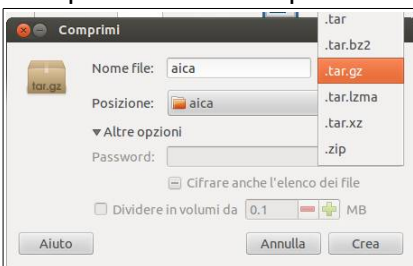 Comprimi
tar.gz
Nome file: aica
Posizione: aica
Altre opzioni
Password:
Cifrare anche l'elenco dei file
Dividere in volumi da 0.1 MB
Aiuto Annulla Crea
.tar
.tar.bz2
.tar.gz
.tar.lzma
.tar.xz
.zip